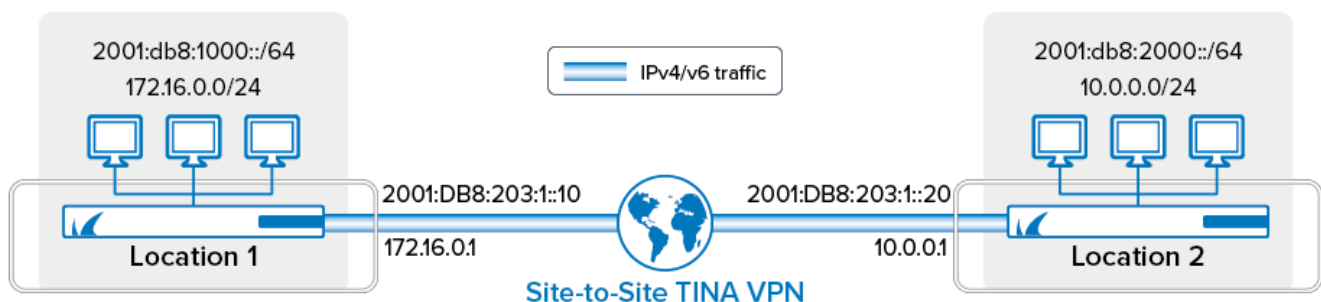 2001:db8:1000::/64
172.16.0.0/24
IPv4/v6 traffic
2001:db8:2000::/64
10.0.0.0/24
2001:DB8:203:1::10
2001:DB8:203:1::20
Location 1
172.16.0.1
10.0.0.1
Location 2
Site-to-Site TINA VPN